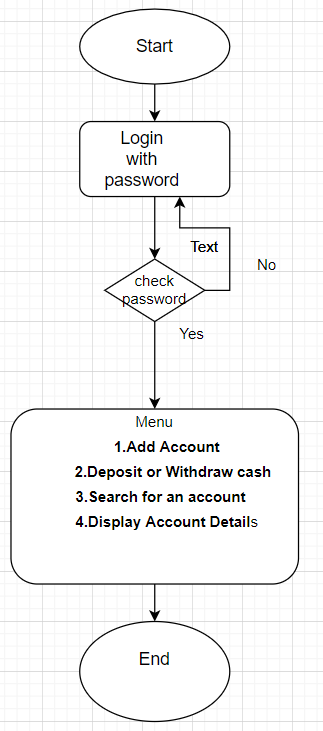 Start
Login
with
password
Text
No
check
password
Yes
Menu
1.Add Account
2.Deposit or Withdraw cash
3.Search for an account
4.Display Account Details
End